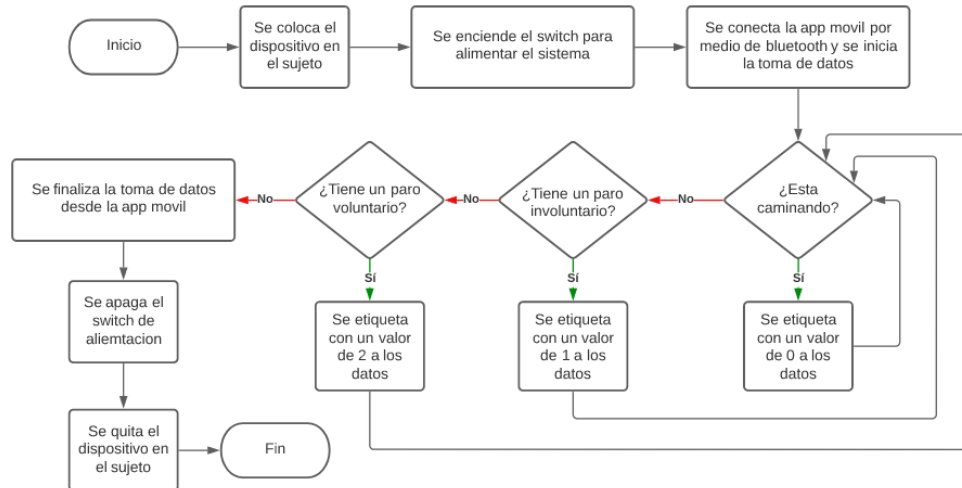 Inicio
Se coloca el
dispositivo en
el sujeto
Se enciende el switch para
alimentar el sistema
Se conecta la app movil por
medio de bluetooth y se inicia
la toma de datos
¿Esta
caminando?
No
Sí
Se etiqueta
con un valor
de 0 a los
datos
¿Tiene un paro
involuntario?
No
Sí
Se etiqueta
con un valor
de 1 a los
datos
¿Tiene un paro
voluntario?
No
Sí
Se etiqueta
con un valor
de 2 a los
datos
Se finaliza la toma de datos
desde la app movil
Se apaga el
switch de
aliemtacion
Se quita el
dispositivo en
el sujeto
Fin